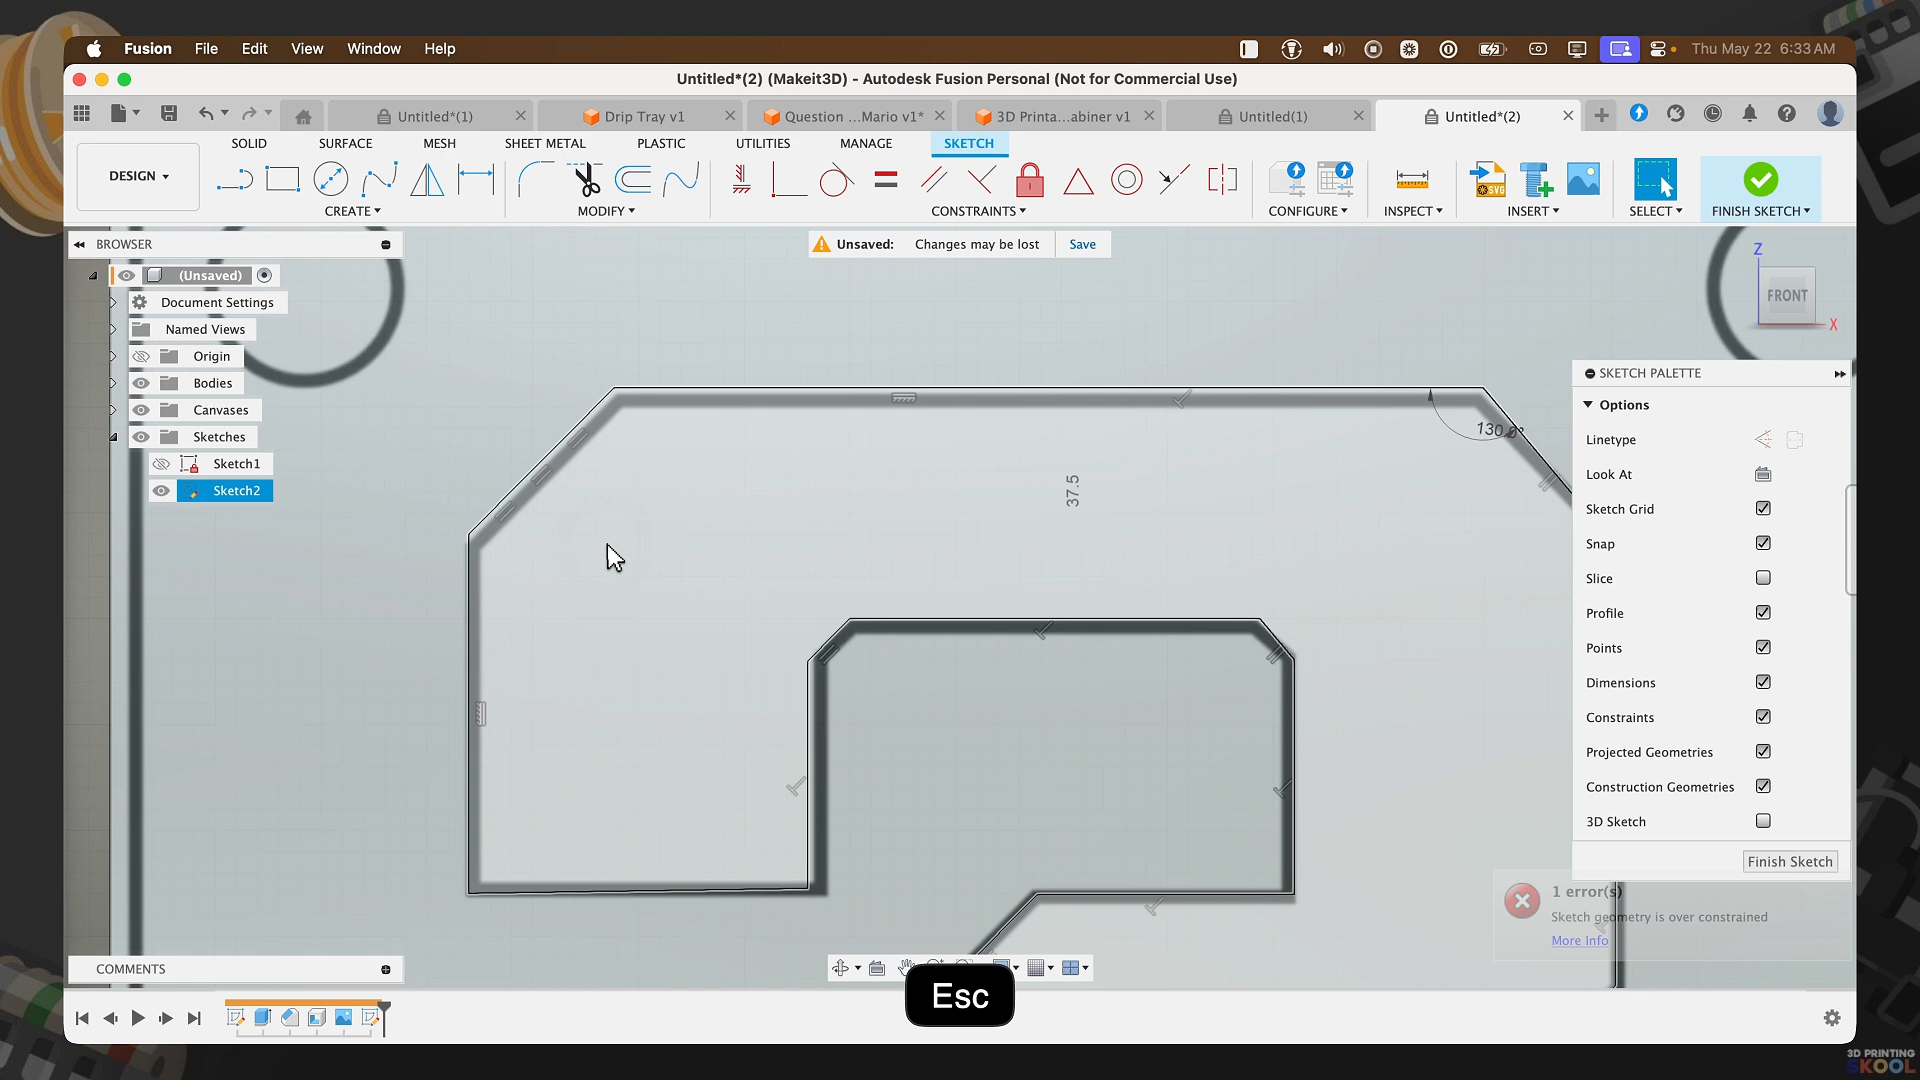 Fusion File Edit View Window Help
Thu May 22 6:33 AM
Untitled*(2) (Makeit3D) - Autodesk Fusion Personal (Not for Commercial Use)
Untitled*(1) Drip Tray v1 Question ...Mario v1* 3D Printa...abiner v1 Untitled(1) Untitled*(2)
SOLID SURFACE MESH SHEET METAL PLASTIC UTILITIES MANAGE SKETCH
DESIGN
SVG
CREATE MODIFY CONSTRAINTS CONFIGURE INSPECT INSERT SELECT FINISH SKETCH
BROWSER
Unsaved: Changes may be lost Save
(Unsaved)
Document Settings
Named Views
Origin
Bodies
Canvases
Sketches
Sketch1
Sketch2
Z
FRONT
X
37.5
SKETCH PALETTE
Options
Linetype
Look At
Sketch Grid
Snap
Slice
Profile
Points
Dimensions
Constraints
Projected Geometries
Construction Geometries
3D Sketch
Finish Sketch
1 error(s)
Sketch geometry is over constrained
More Info
COMMENTS
Esc
3D PRINTING
SKOOL